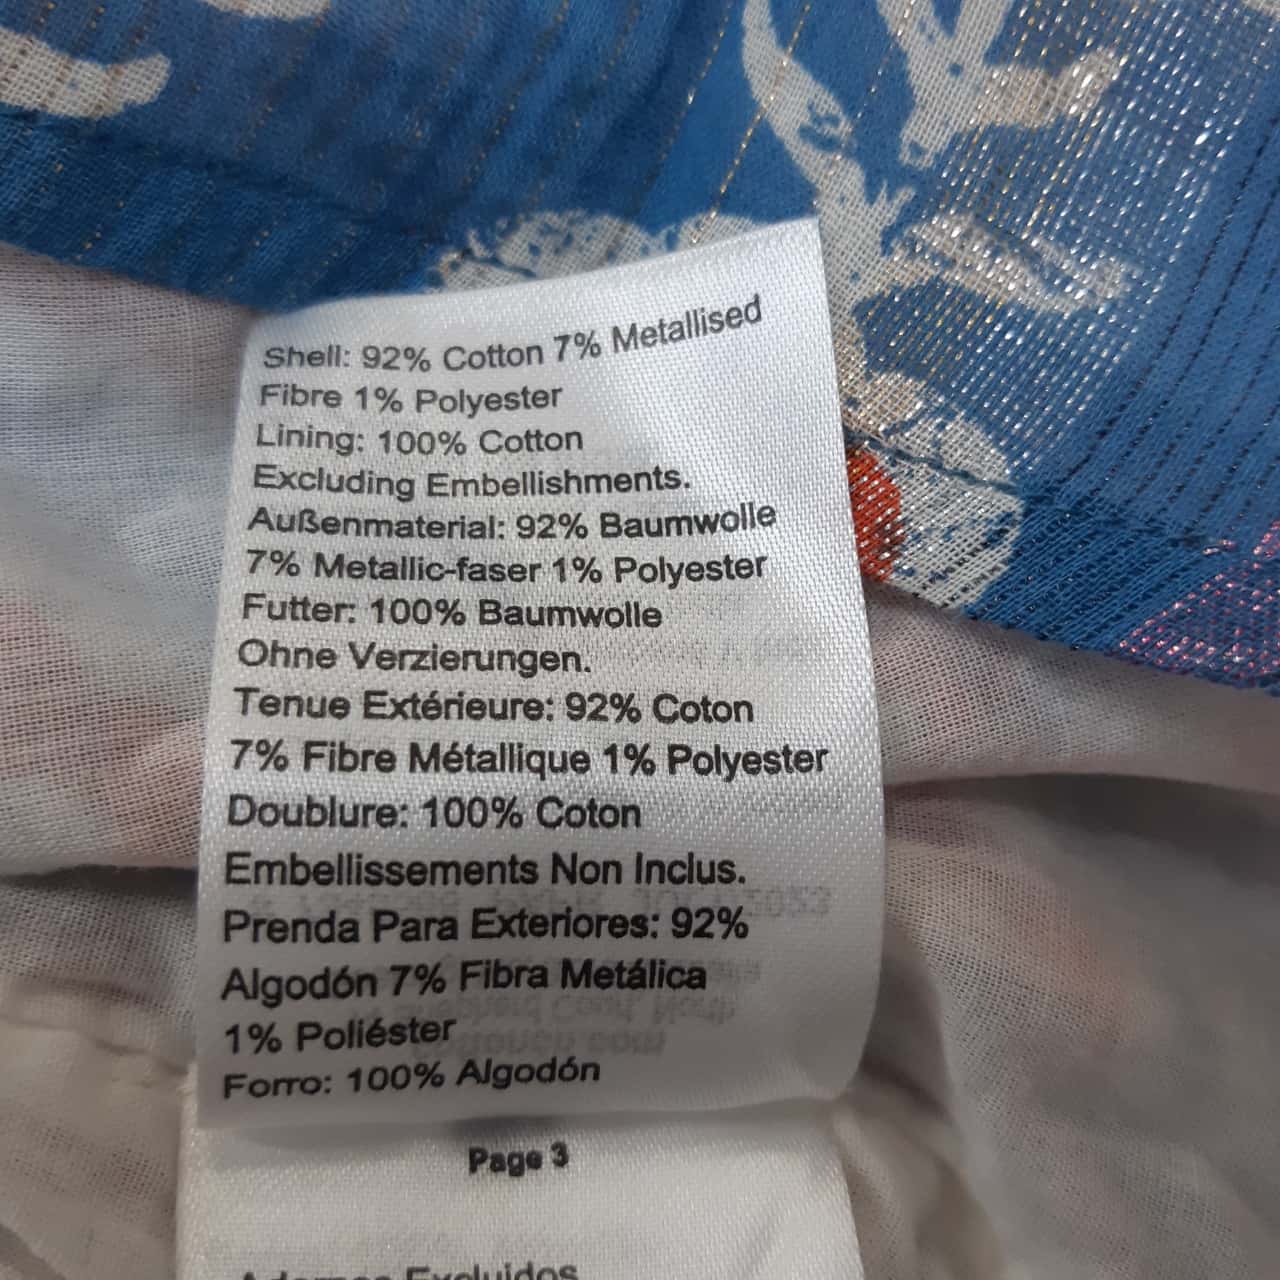 Shell: 92% Cotton 7% Metallised
Fibre 1% Polyester
Lining: 100% Cotton
Excluding Embellishments.
Außenmaterial: 92% Baumwolle
7% Metallic-faser 1% Polyester
Futter: 100% Baumwolle
Ohne Verzierungen.
Tenue Extérieure: 92% Coton
7% Fibre Métallique 1% Polyester
Doublure: 100% Coton
Embellissements Non Inclus.
Prenda Para Exteriores: 92%
Algodón 7% Fibra Metálica
1% Poliéster
Forro: 100% Algodón
Page 3
Adornos Excluidos